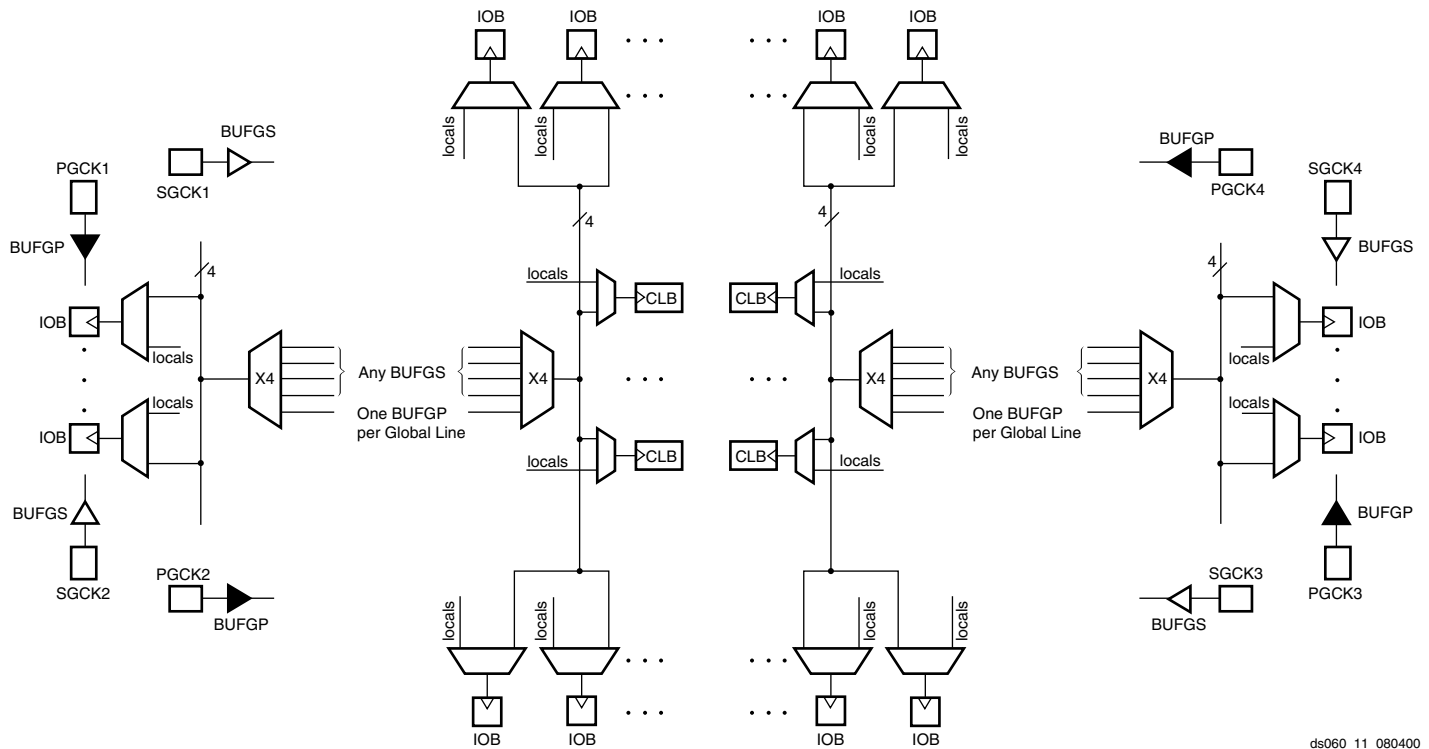 IOB
IOB
IOB
IOB
• • •
• • •
• • •
• • •
locals
locals
locals
locals
BUFGS
BUFGP
PGCK1
SGCK1
PGCK4
SGCK4
BUFGP
BUFGS
4
4
4
4
locals
CLB
CLB
locals
IOB
locals
locals
IOB
X4
Any BUFGS
X4
• • •
• • •
X4
Any BUFGS
X4
One BUFGP
per Global Line
One BUFGP
per Global Line
locals
locals
IOB
IOB
locals
CLB
CLB
locals
BUFGS
BUFGP
SGCK2
PGCK2
BUFGP
SGCK3
BUFGS
PGCK3
locals
locals
locals
locals
• • •
• • •
• • •
• • •
IOB
IOB
IOB
IOB
ds060_11_080400